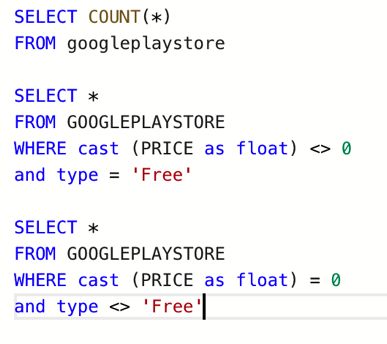 SELECT COUNT(*)
FROM googleplaystore
SELECT *
FROM GOOGLEPLAYSTORE
WHERE cast (PRICE as float) <> 0
and type = 'Free'
SELECT *
FROM GOOGLEPLAYSTORE
WHERE cast (PRICE as float) = 0
and type <> 'Free'